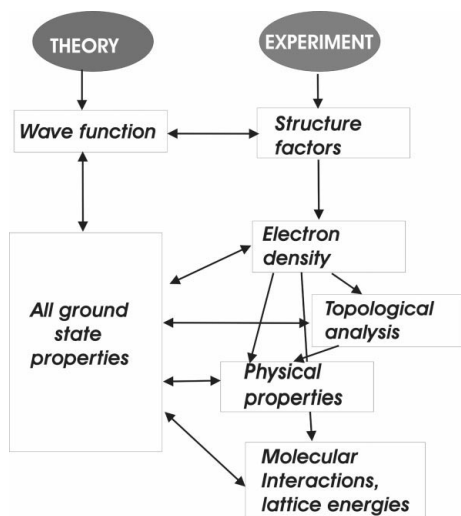 THEORY
EXPERIMENT
Wave function
Structure
factors
Electron
density
All ground
state
properties
Topological
analysis
Physical
properties
Molecular
Interactions,
lattice energies